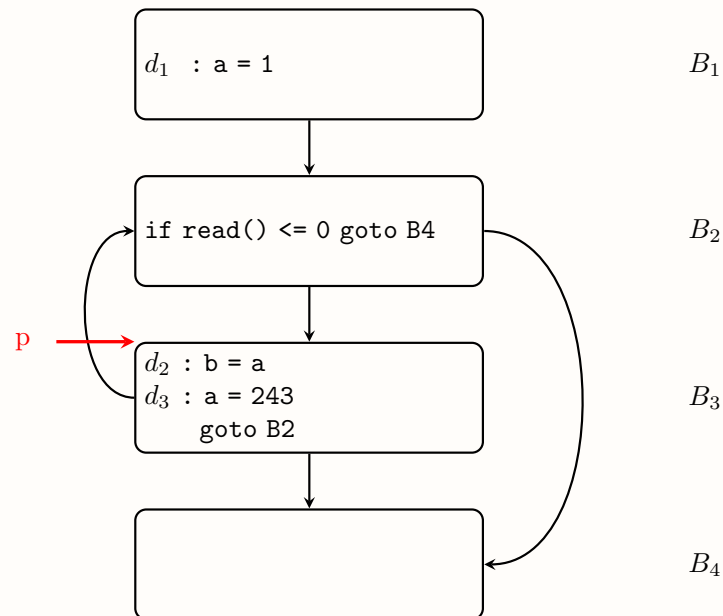 d₁ : a = 1
B₁
if read() <= 0 goto B4
B₂
p
d₂ : b = a
d₃ : a = 243
goto B2
B₃
B₄